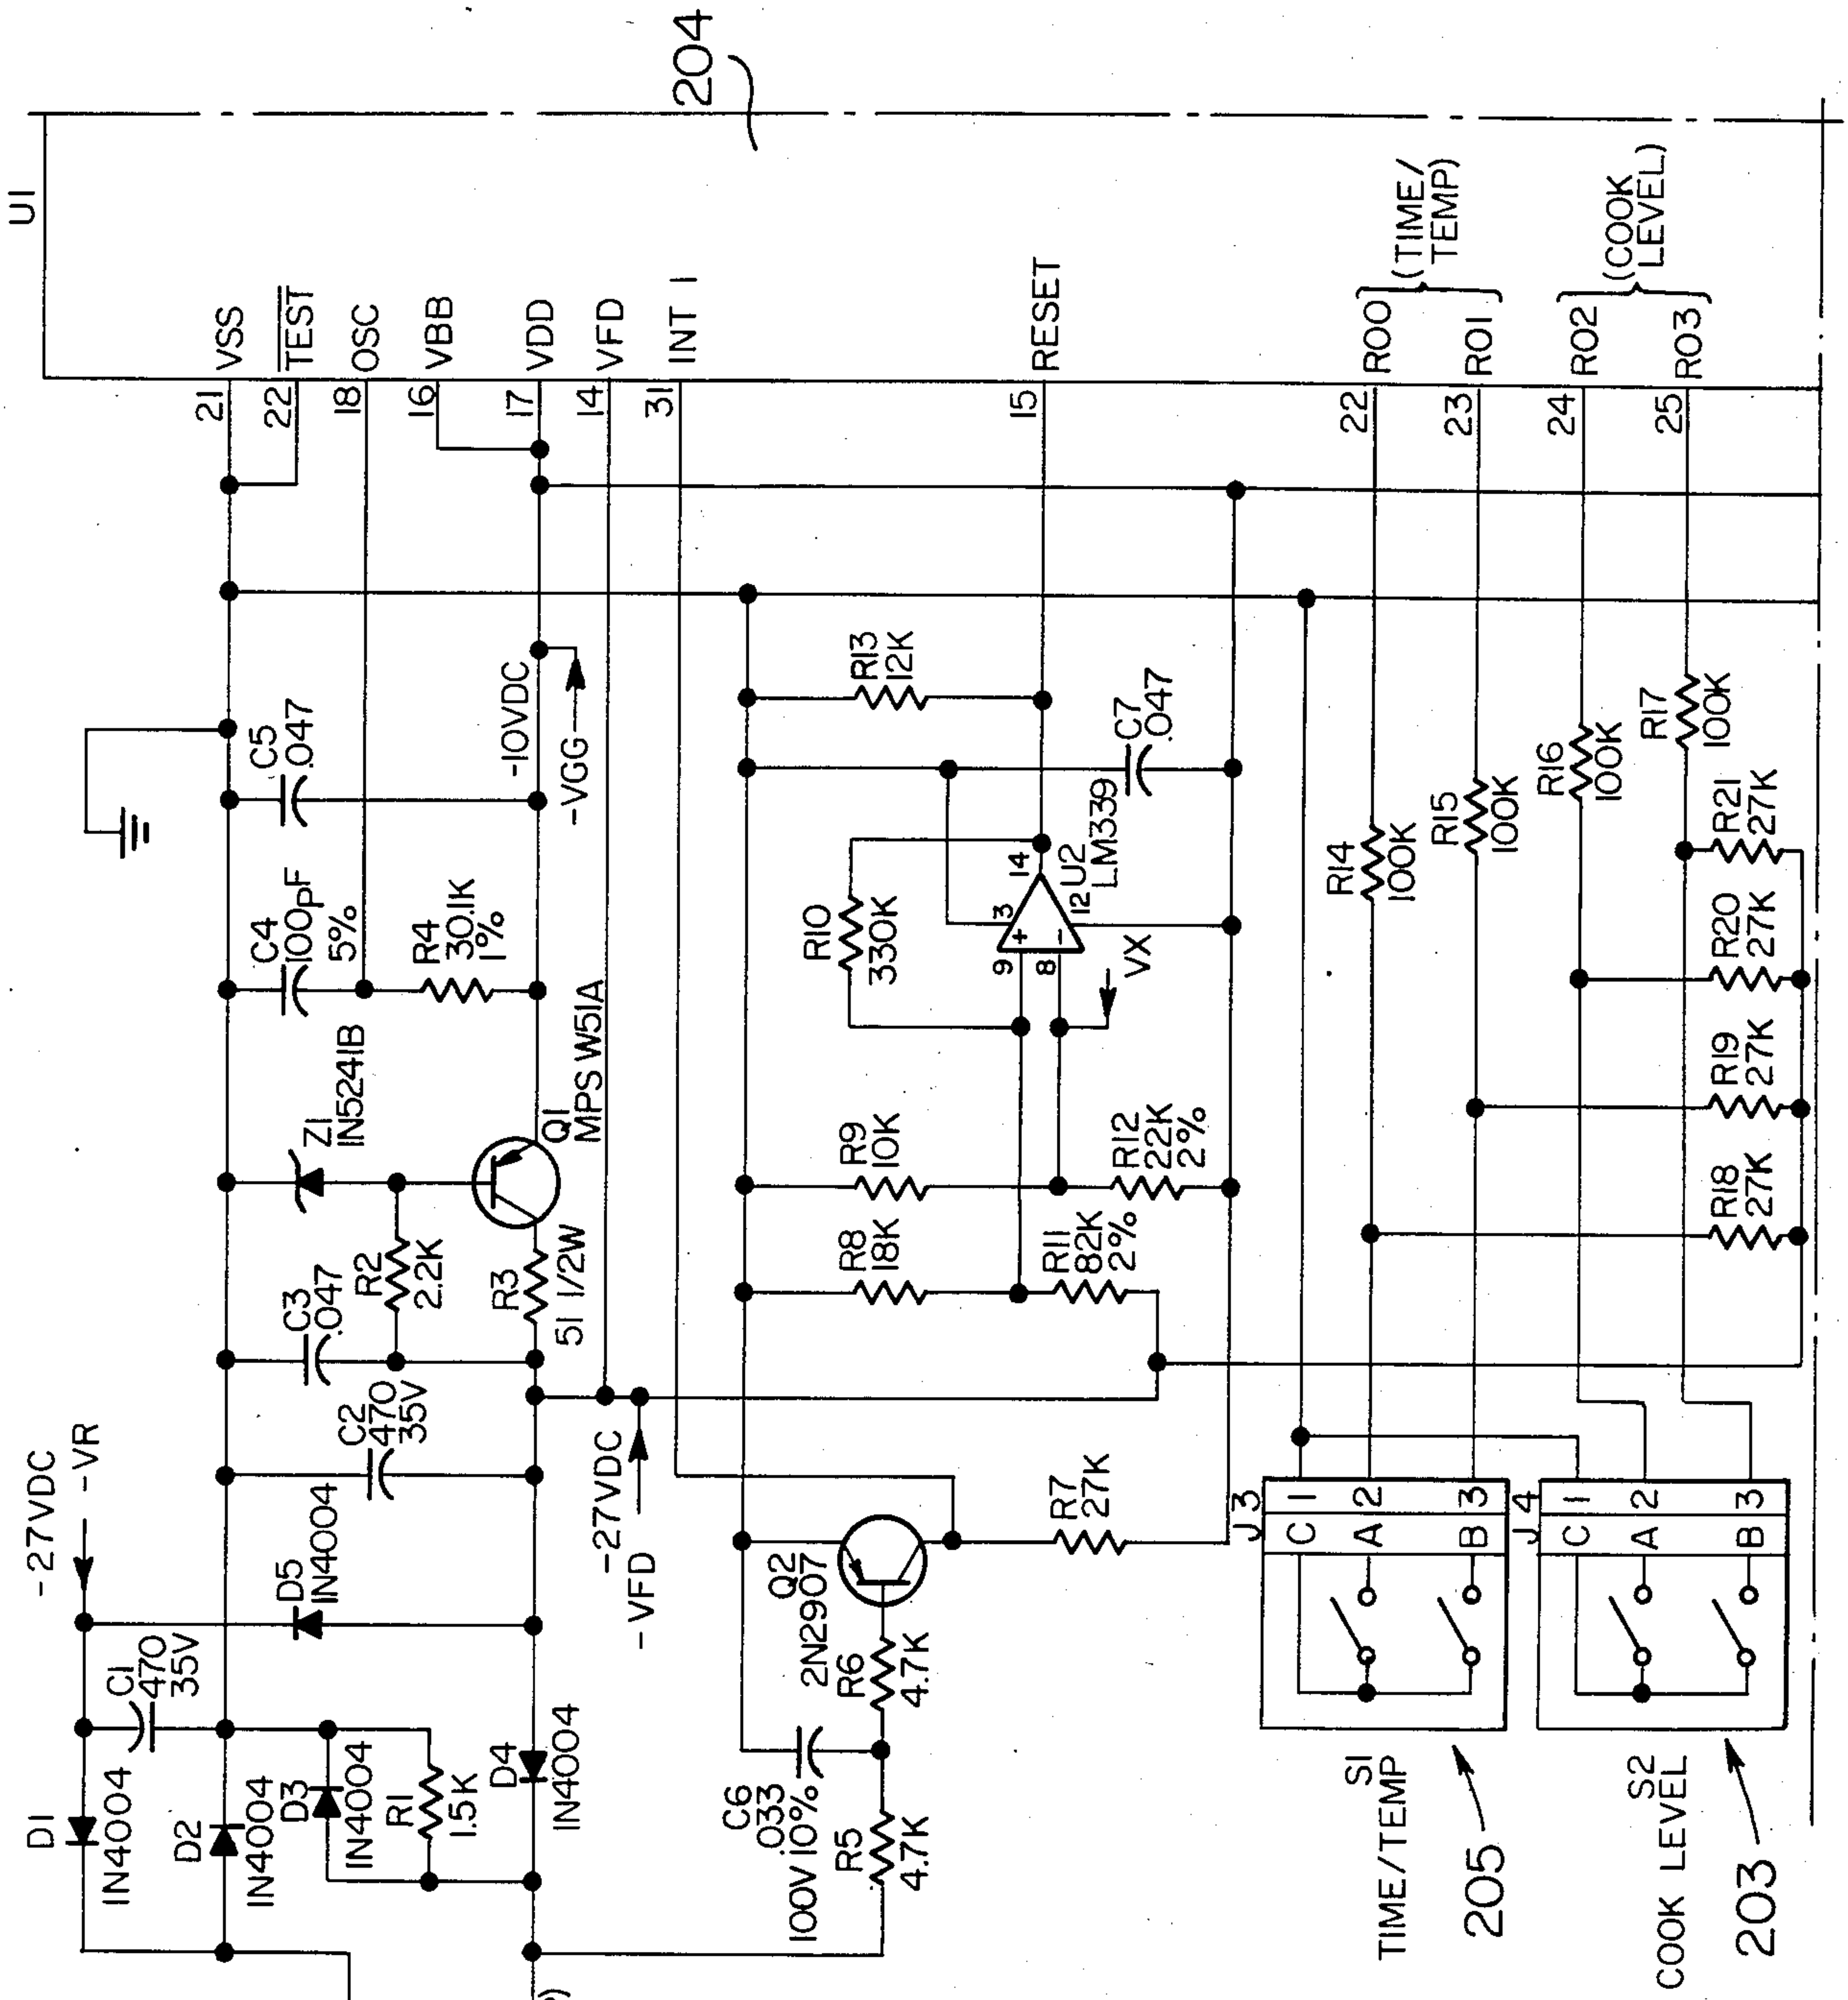 U1
204
VSS
TEST
OSC
VBB
VDD
VFD
INT 1
RESET
RO0
RO1
RO2
RO3
(TIME/
TEMP)
(COOK
LEVEL)
21
22
18
16
17
14
31
15
22
23
24
25
-27VDC
-VR
D1
1N4004
C1
470
35V
D2
1N4004
D3
1N4004
R1
1.5K
D4
1N4004
D5
1N4004
C2
470
35V
C3
.047
R2
2.2K
R3
51 1/2W
Z1
1N5241B
Q1
MPS W51A
C4
100pF
5%
R4
30.1K
1%
C5
.047
-10VDC
-VGG
-27VDC
-VFD
C6
.033
100V 10%
R5
4.7K
R6
4.7K
Q2
2N2907
R7
27K
R8
18K
R9
10K
R11
82K
2%
R12
22K
2%
R10
330K
VX
9
8
+
-
3
12
14
U2
LM339
R13
12K
C7
.047
R14
100K
R15
100K
R16
100K
R17
100K
R18
27K
R19
27K
R20
27K
R21
27K
J3
C 1
A 2
B 3
J4
C 1
A 2
B 3
S1
TIME/TEMP
205
S2
COOK LEVEL
203